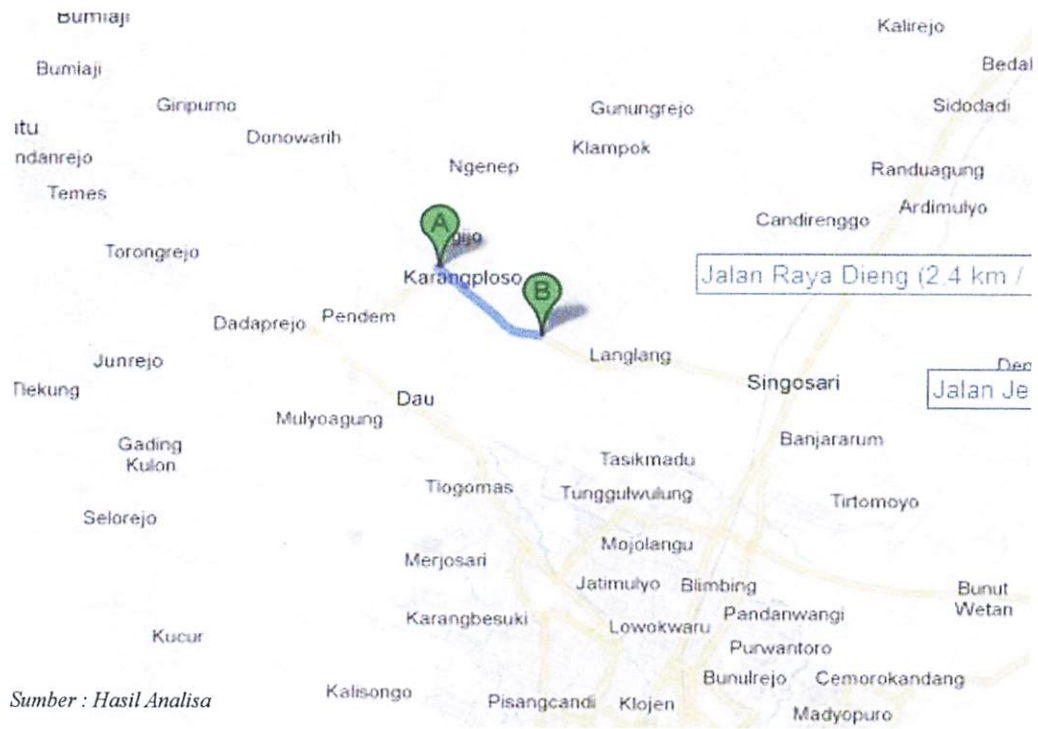 Bumiaji
Kalirejo
Bumiaji
Giripurno
Gunungrejo
Sidodadi
Donowarih
Klampok
ndanrejo
Ngenep
Randuagung
Temes
Ardimulyo
Candirenggo
A
Torongrejo
Karangploso
Jalan Raya Dieng (2.4 km /
B
Pendem
Dadaprejo
Langlang
Junrejo
Singosari
Jalan Je
Dau
Mulyoagung
Banjararum
Gading
Kulon
Tasikmadu
Tlogomas
Tunggulwulung
Tirtomoyo
Selorejo
Mojolangu
Merjosari
Jatimulyo
Blimbing
Bunut
Wetan
Karangbesuki
Lowokwaru
Pandanwangi
Kucur
Purwantoro
Bunulrejo
Cemorokandang
Kalisongo
Sumber : Hasil Analisa
Pisangcandi
Klojen
Madyopuro